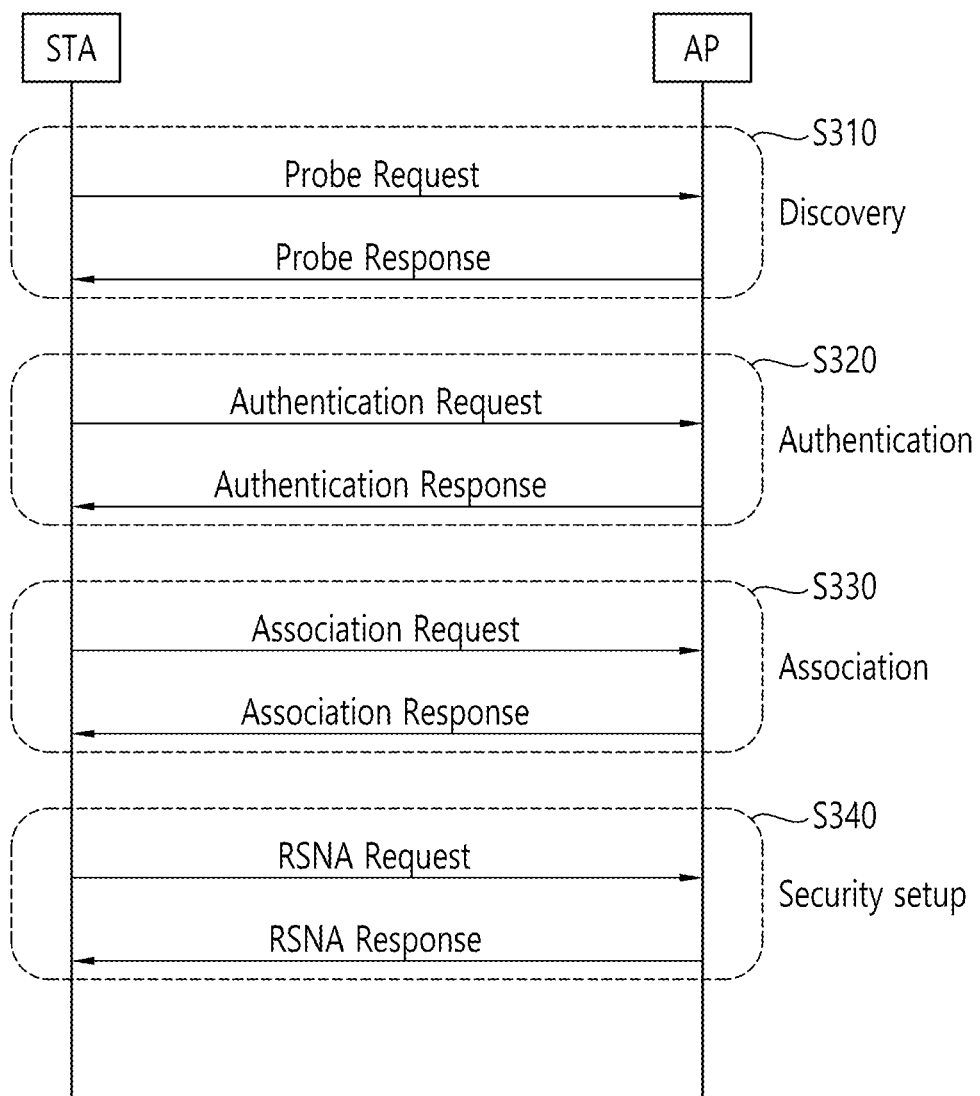 STA
AP
S310
Probe Request
Discovery
Probe Response
S320
Authentication Request
Authentication
Authentication Response
S330
Association Request
Association
Association Response
S340
RSNA Request
Security setup
RSNA Response